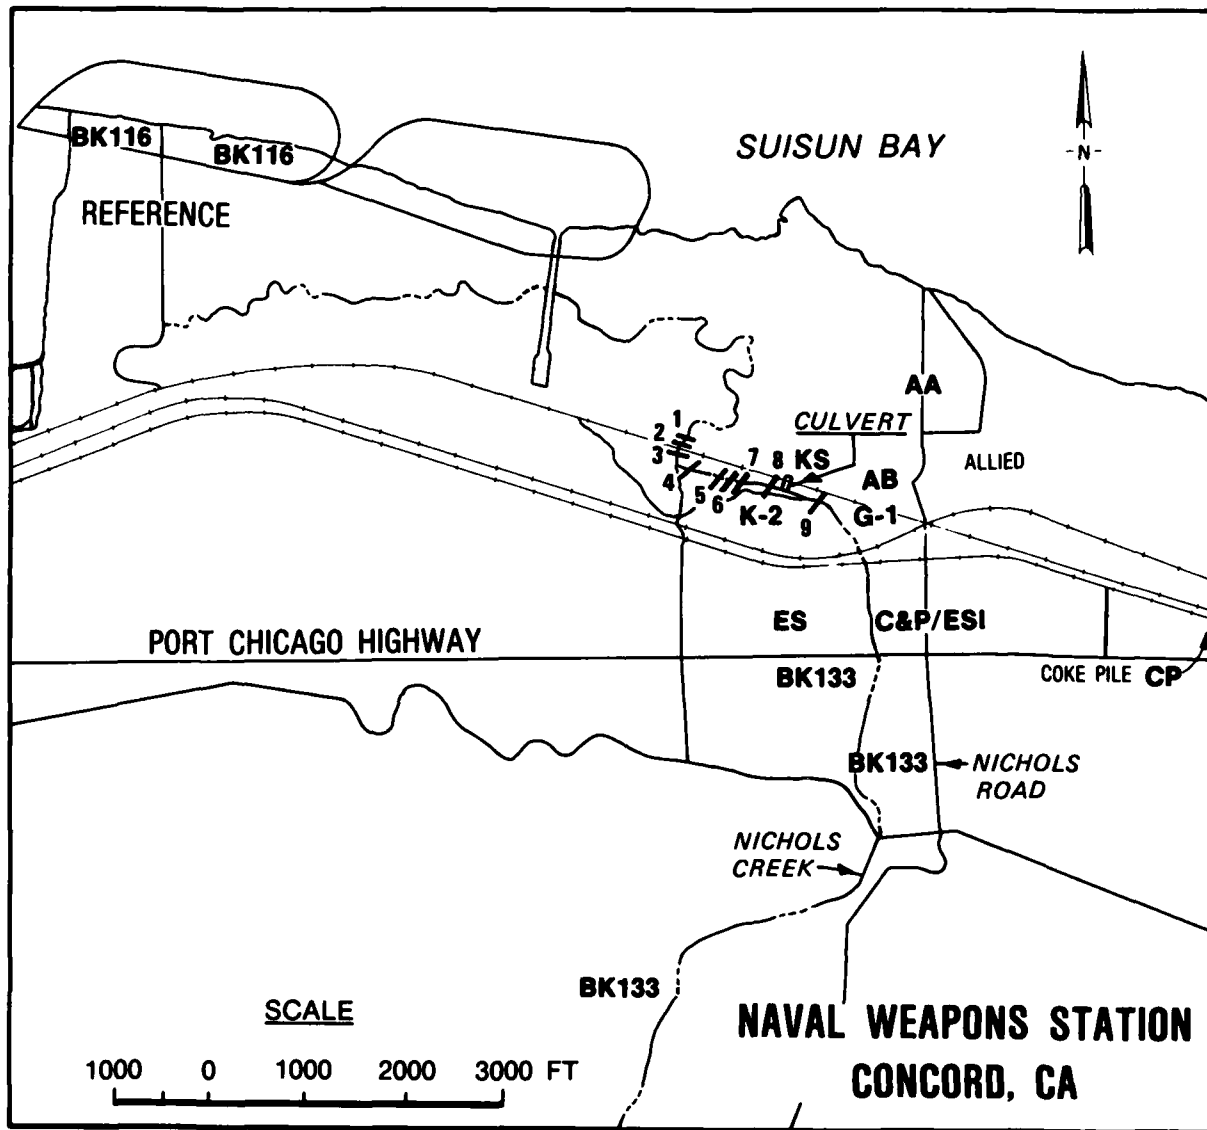 SUISUN BAY
N
BK116
BK116
REFERENCE
AA
1
CULVERT
2
3
7
8
KS
ALLIED
4
AB
5
6
K-2
9
G-1
ES
C&P/ESI
PORT CHICAGO HIGHWAY
BK133
COKE PILE CP
BK133
NICHOLS
ROAD
NICHOLS
CREEK
BK133
SCALE
NAVAL WEAPONS STATION
CONCORD, CA
1000 0 1000 2000 3000 FT